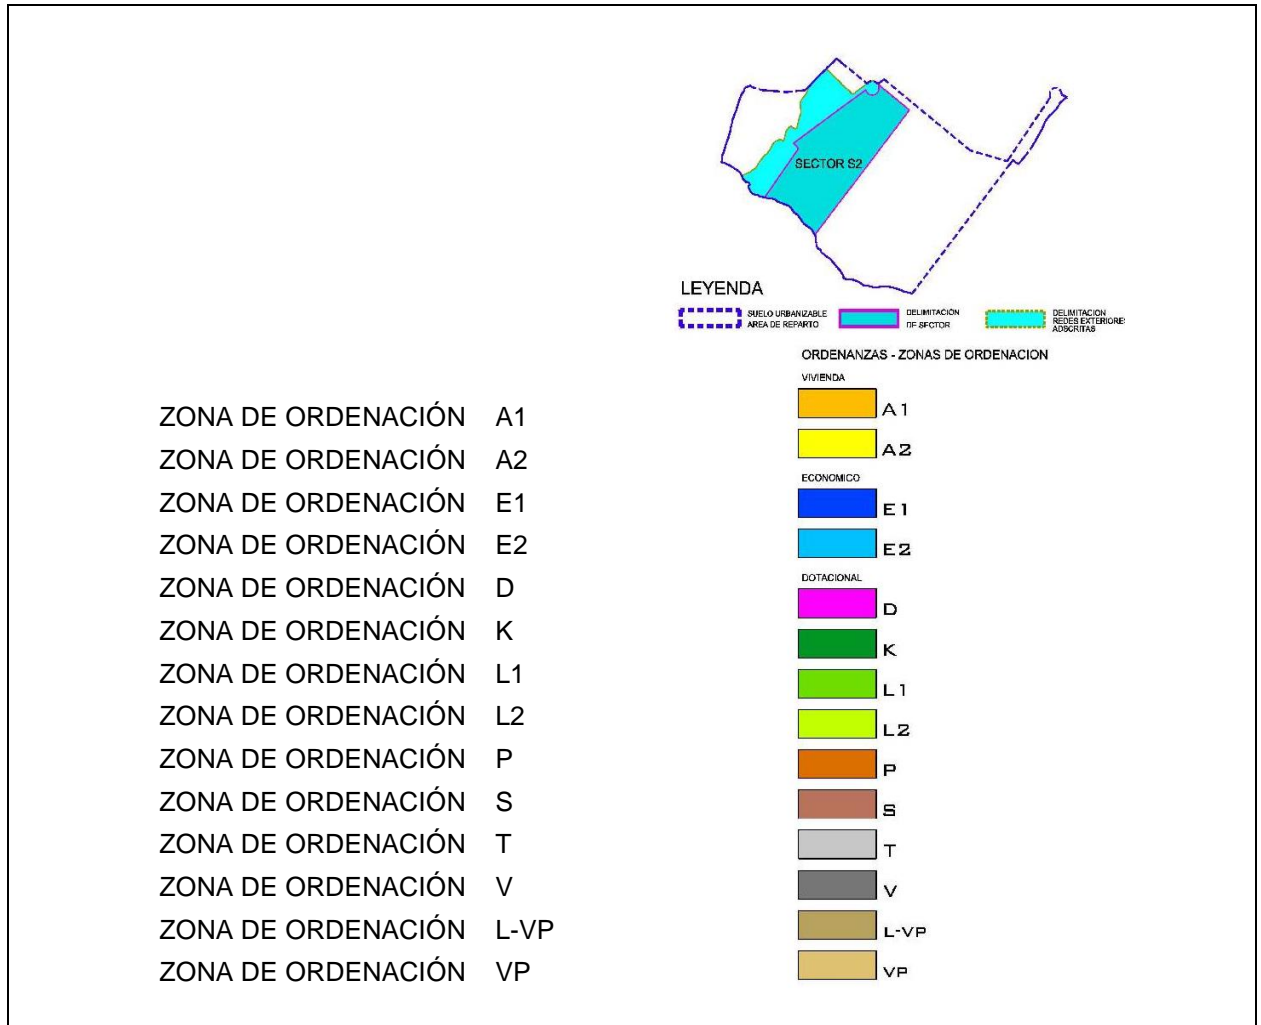 SECTOR S2
LEYENDA
SUELO URBANIZABLE
AREA DE REPARTO
DELIMITACIÓN
DE SECTOR
DELIMITACION
REDES EXTERIORES
ADSCRITAS
ORDENANZAS - ZONAS DE ORDENACION
VIVIENDA
A1
A2
ECONOMICO
E1
E2
DOTACIONAL
D
K
L1
L2
P
S
T
V
L-VP
VP
ZONA DE ORDENACIÓN A1
ZONA DE ORDENACIÓN A2
ZONA DE ORDENACIÓN E1
ZONA DE ORDENACIÓN E2
ZONA DE ORDENACIÓN D
ZONA DE ORDENACIÓN K
ZONA DE ORDENACIÓN L1
ZONA DE ORDENACIÓN L2
ZONA DE ORDENACIÓN P
ZONA DE ORDENACIÓN S
ZONA DE ORDENACIÓN T
ZONA DE ORDENACIÓN V
ZONA DE ORDENACIÓN L-VP
ZONA DE ORDENACIÓN VP